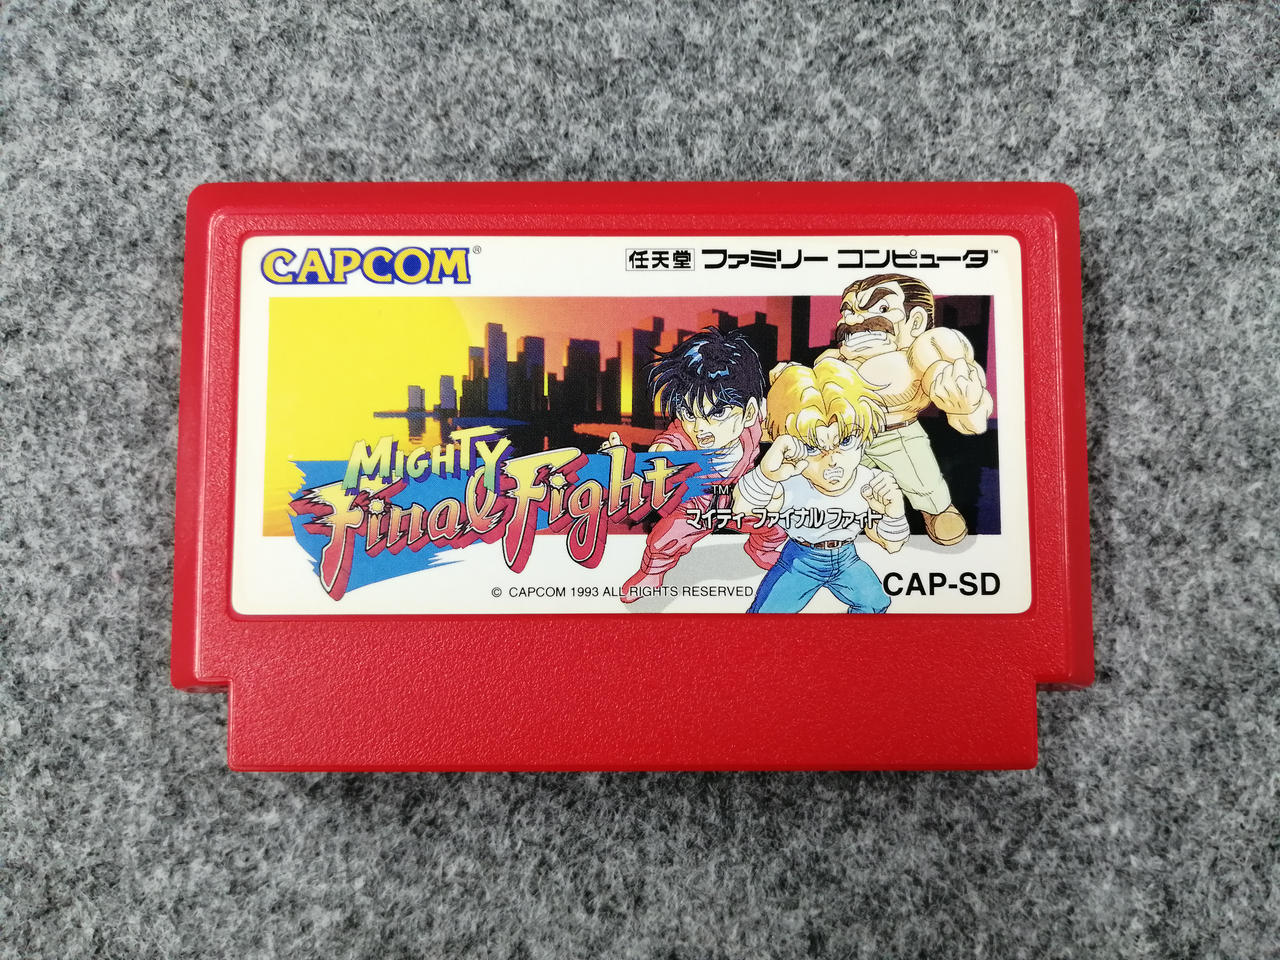 CAPCOM®
任天堂 ファミリーコンピュータ™
MIGHTY
Final Fight™
マイティ ファイナルファイト
© CAPCOM 1993 ALL RIGHTS RESERVED.
CAP-SD